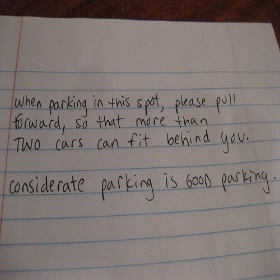 when parking in this spot, please pull
forward, so that more than
TWO cars can fit behind you.
considerate parking is GOOD parking.